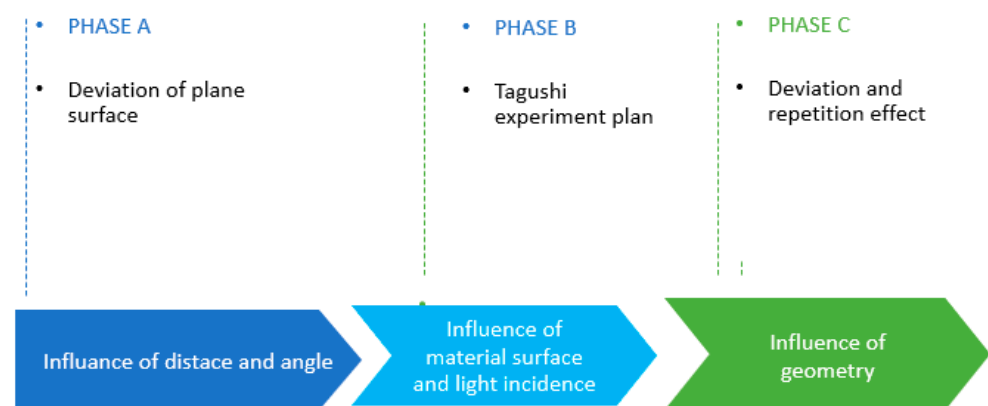 PHASE A
Deviation of plane
surface
PHASE B
Tagushi
experiment plan
PHASE C
Deviation and
repetition effect
Influance of distace and angle
Influence of
material surface
and light incidence
Influence of
geometry